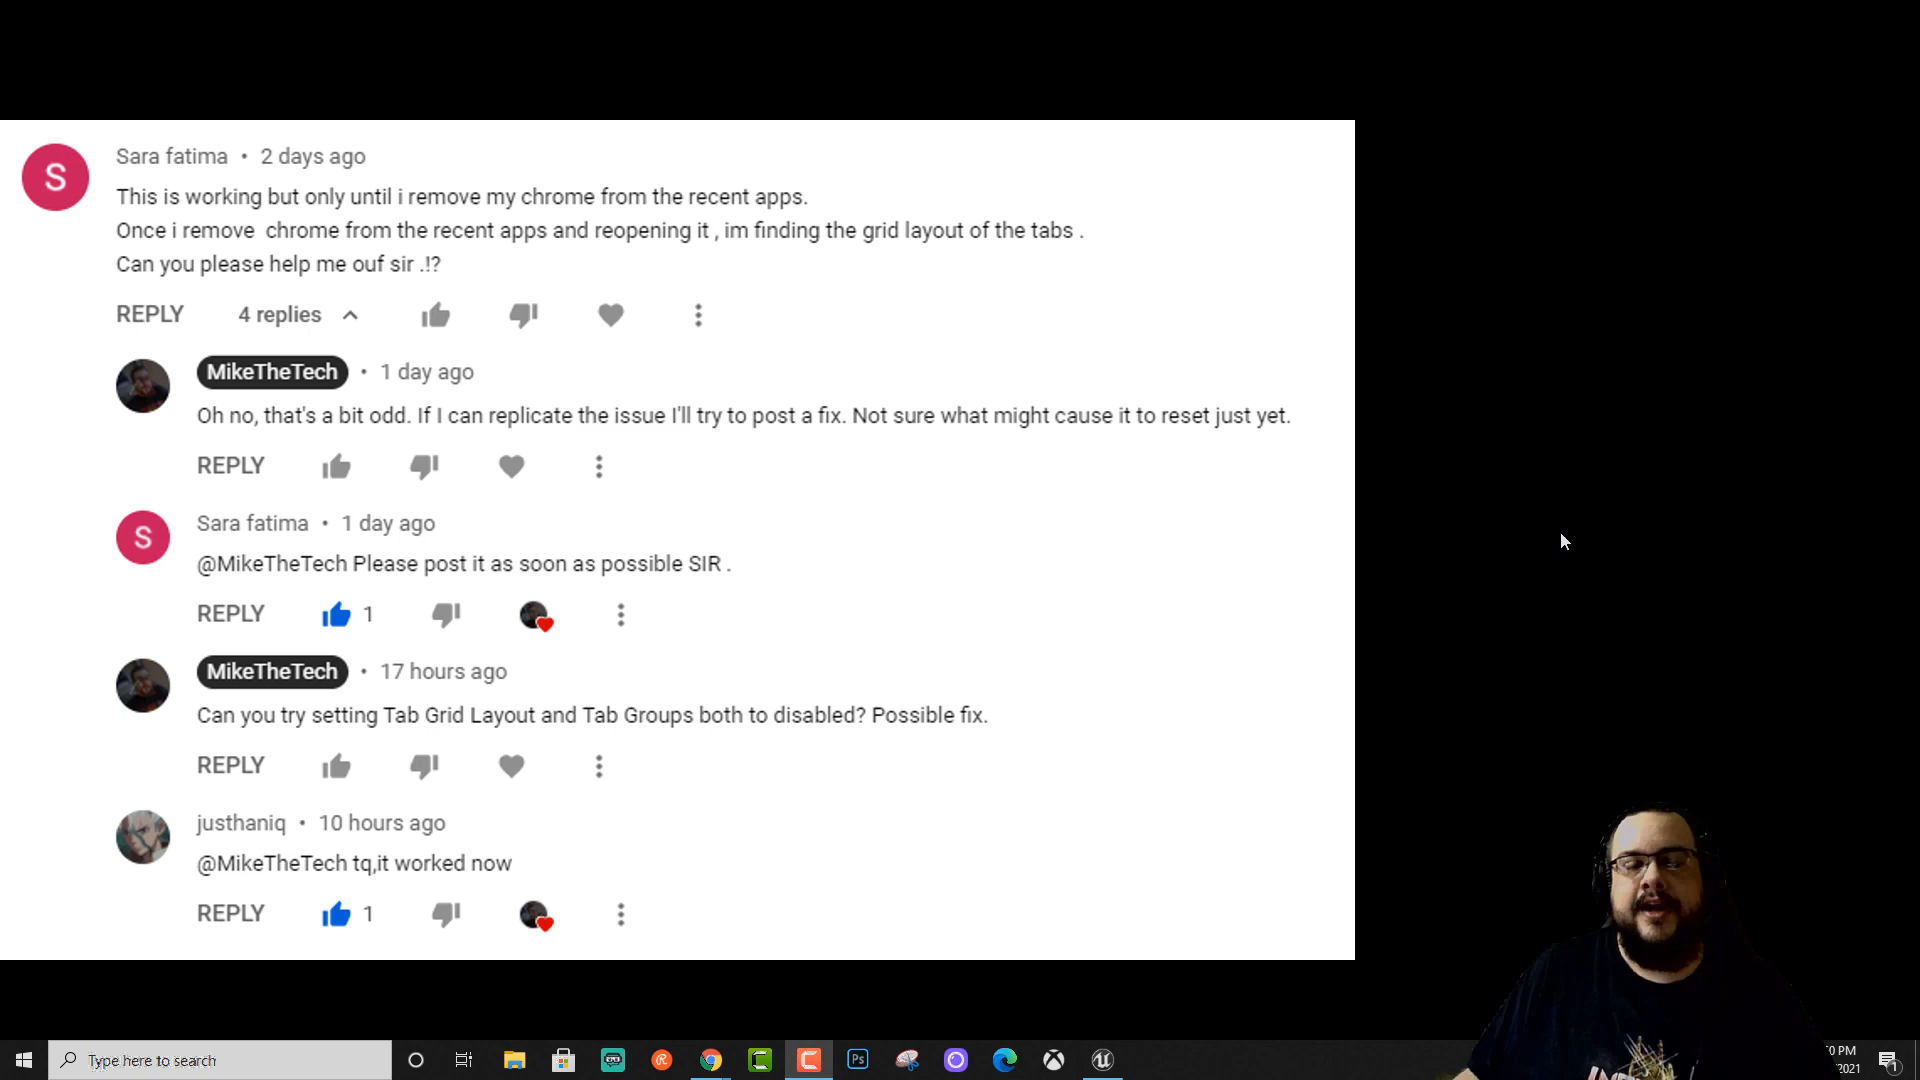 S
Sara fatima • 2 days ago
This is working but only until i remove my chrome from the recent apps.
Once i remove  chrome from the recent apps and reopening it , im finding the grid layout of the tabs .
Can you please help me ouf sir .!?
REPLY 4 replies
MikeTheTech • 1 day ago
Oh no, that's a bit odd. If I can replicate the issue I'll try to post a fix. Not sure what might cause it to reset just yet.
REPLY
S
Sara fatima • 1 day ago
@MikeTheTech Please post it as soon as possible SIR .
REPLY 1
MikeTheTech • 17 hours ago
Can you try setting Tab Grid Layout and Tab Groups both to disabled? Possible fix.
REPLY
justhaniq • 10 hours ago
@MikeTheTech tq,it worked now
REPLY 1
Type here to search
Ps
0 PM
2021
1